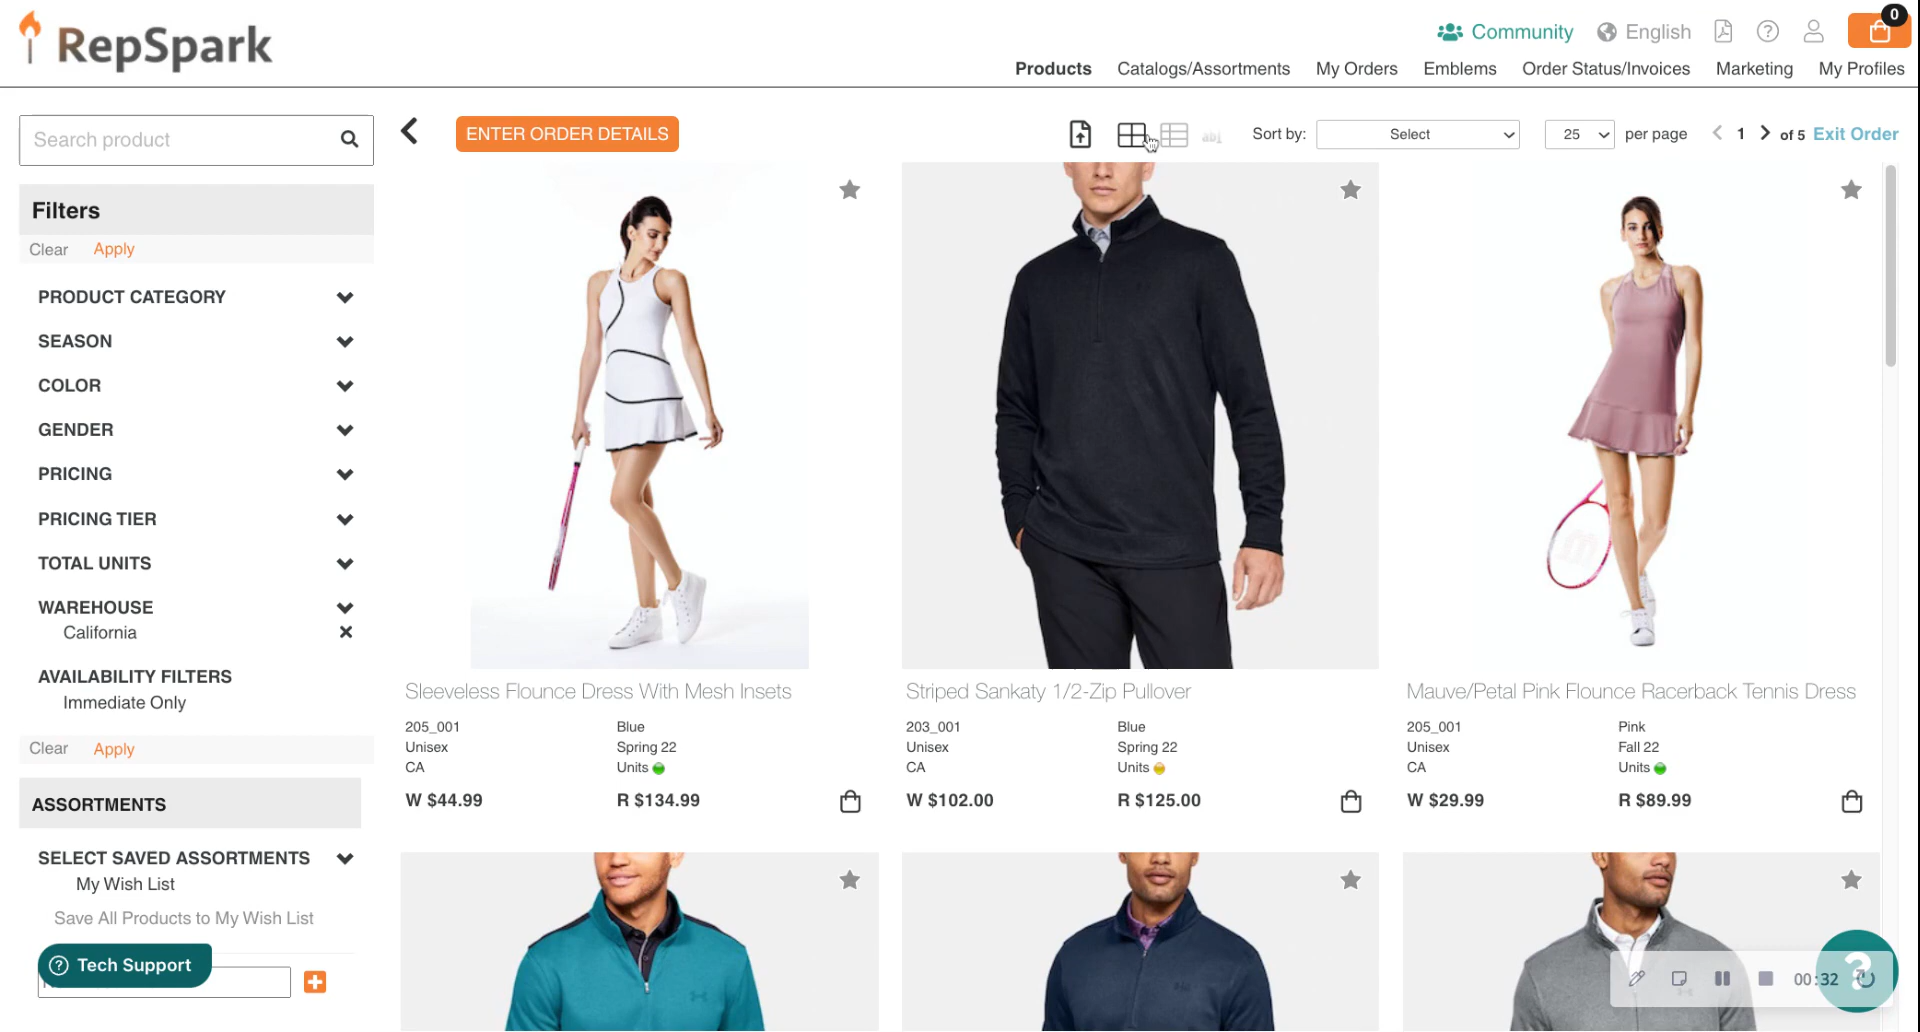 RepSpark
Community
English
0
Products
Catalogs/Assortments
My Orders
Emblems
Order Status/Invoices
Marketing
My Profiles
Search product
ENTER ORDER DETAILS
Sort by:
Select
25
per page
1
of 5
Exit Order
Filters
Clear
Apply
PRODUCT CATEGORY
SEASON
COLOR
GENDER
PRICING
PRICING TIER
TOTAL UNITS
WAREHOUSE
California
AVAILABILITY FILTERS
Immediate Only
Clear
Apply
ASSORTMENTS
SELECT SAVED ASSORTMENTS
My Wish List
Save All Products to My Wish List
Tech Support
Sleeveless Flounce Dress With Mesh Insets
205_001
Blue
Unisex
Spring 22
CA
Units
W $44.99
R $134.99
Striped Sankaty 1/2-Zip Pullover
203_001
Blue
Unisex
Spring 22
CA
Units
W $102.00
R $125.00
Mauve/Petal Pink Flounce Racerback Tennis Dress
205_001
Pink
Unisex
Fall 22
CA
Units
W $29.99
R $89.99
00:32